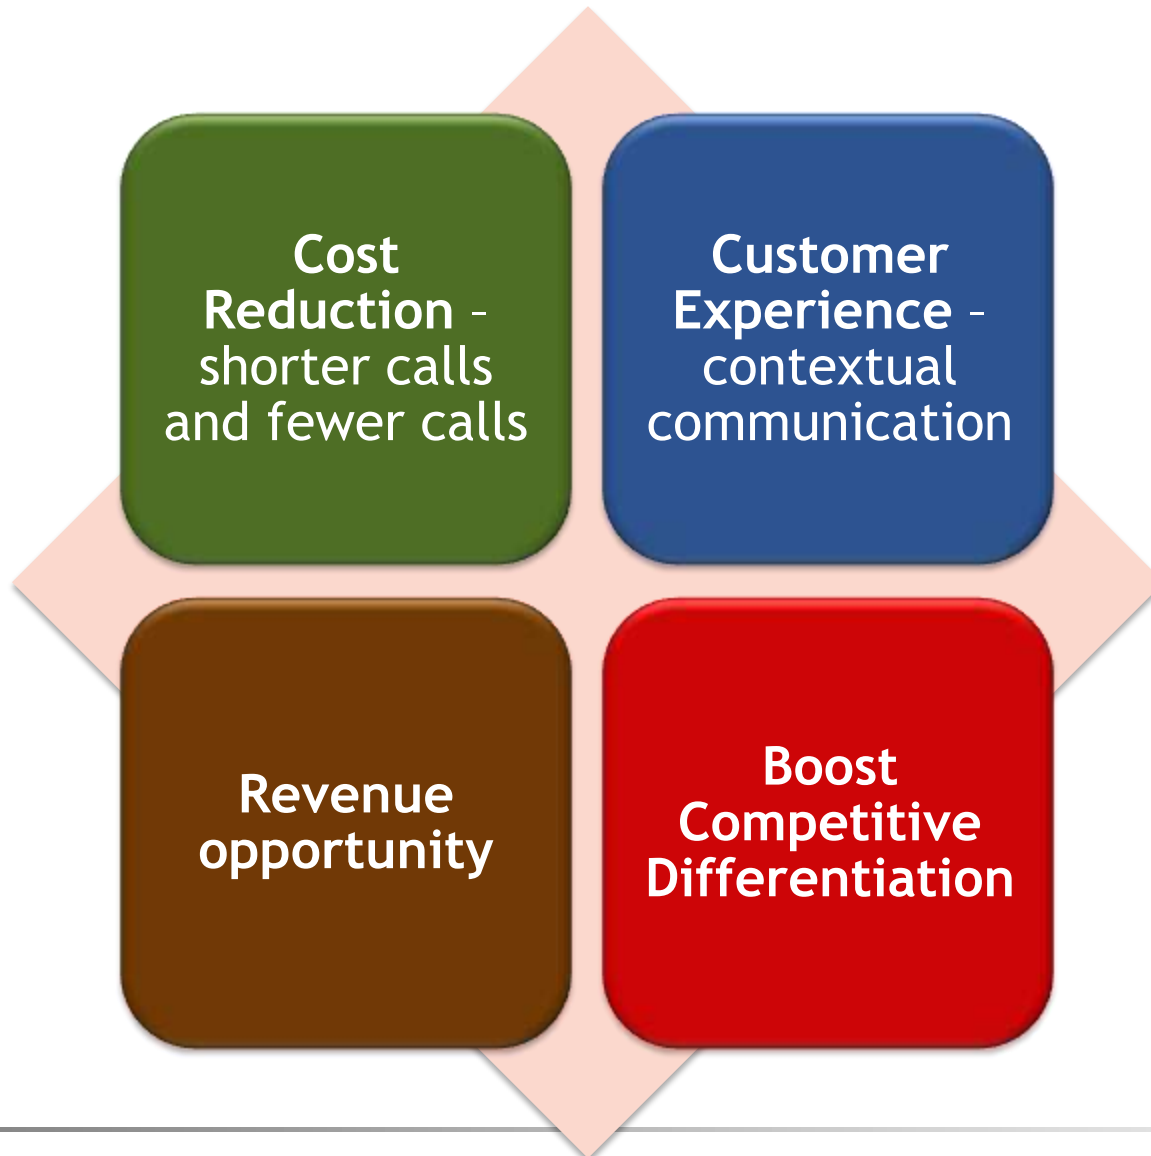 Cost
Reduction –
shorter calls
and fewer calls
Customer
Experience –
contextual
communication
Revenue
opportunity
Boost
Competitive
Differentiation